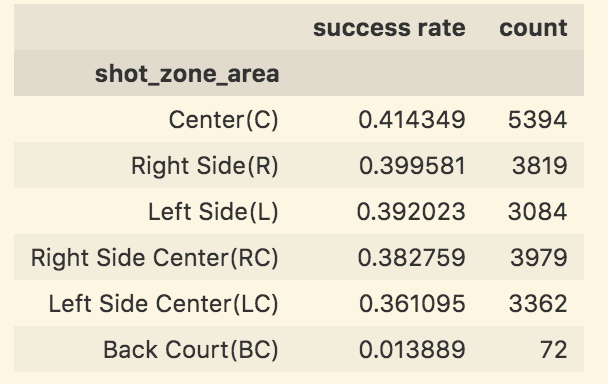 success rate count
shot_zone_area
Center(C) 0.414349 5394
Right Side(R) 0.399581 3819
Left Side(L) 0.392023 3084
Right Side Center(RC) 0.382759 3979
Left Side Center(LC) 0.361095 3362
Back Court(BC) 0.013889 72